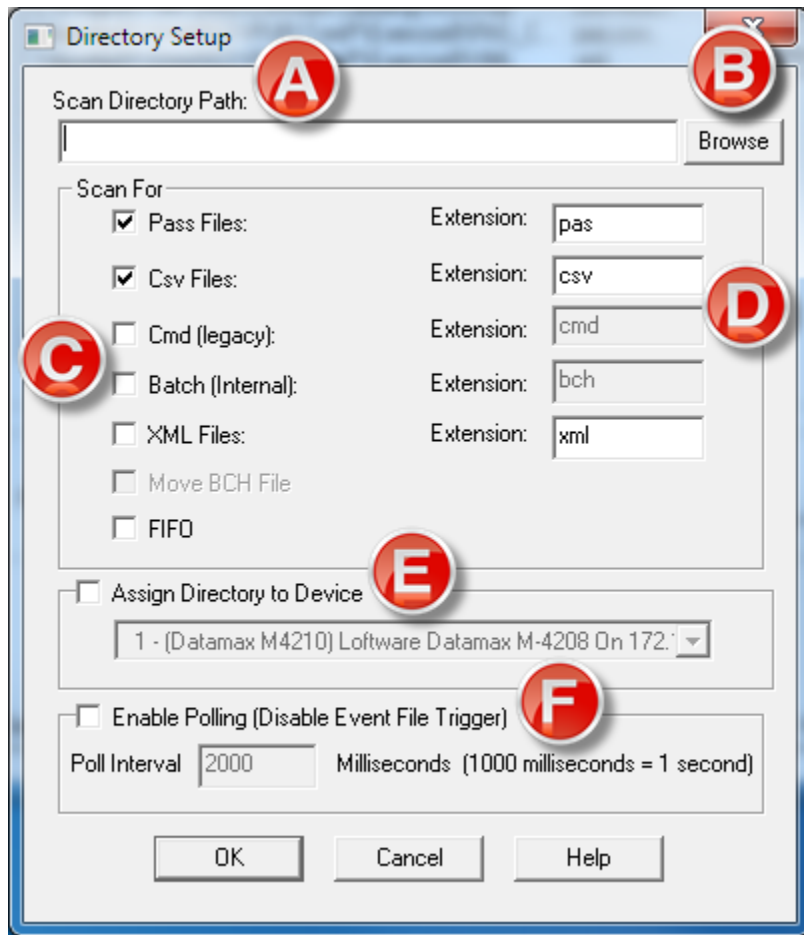 Directory Setup
A
B
Scan Directory Path:
Browse
Scan For
Pass Files: Extension: pas
Csv Files: Extension: csv
D
Cmd (legacy): Extension: cmd
C
Batch (Internal): Extension: bch
XML Files: Extension: xml
Move BCH File
FIFO
E
Assign Directory to Device
1 - (Datamax M4210) Loftware Datamax M-4208 On 172.
F
Enable Polling (Disable Event File Trigger)
Poll Interval 2000 Milliseconds (1000 milliseconds = 1 second)
OK Cancel Help